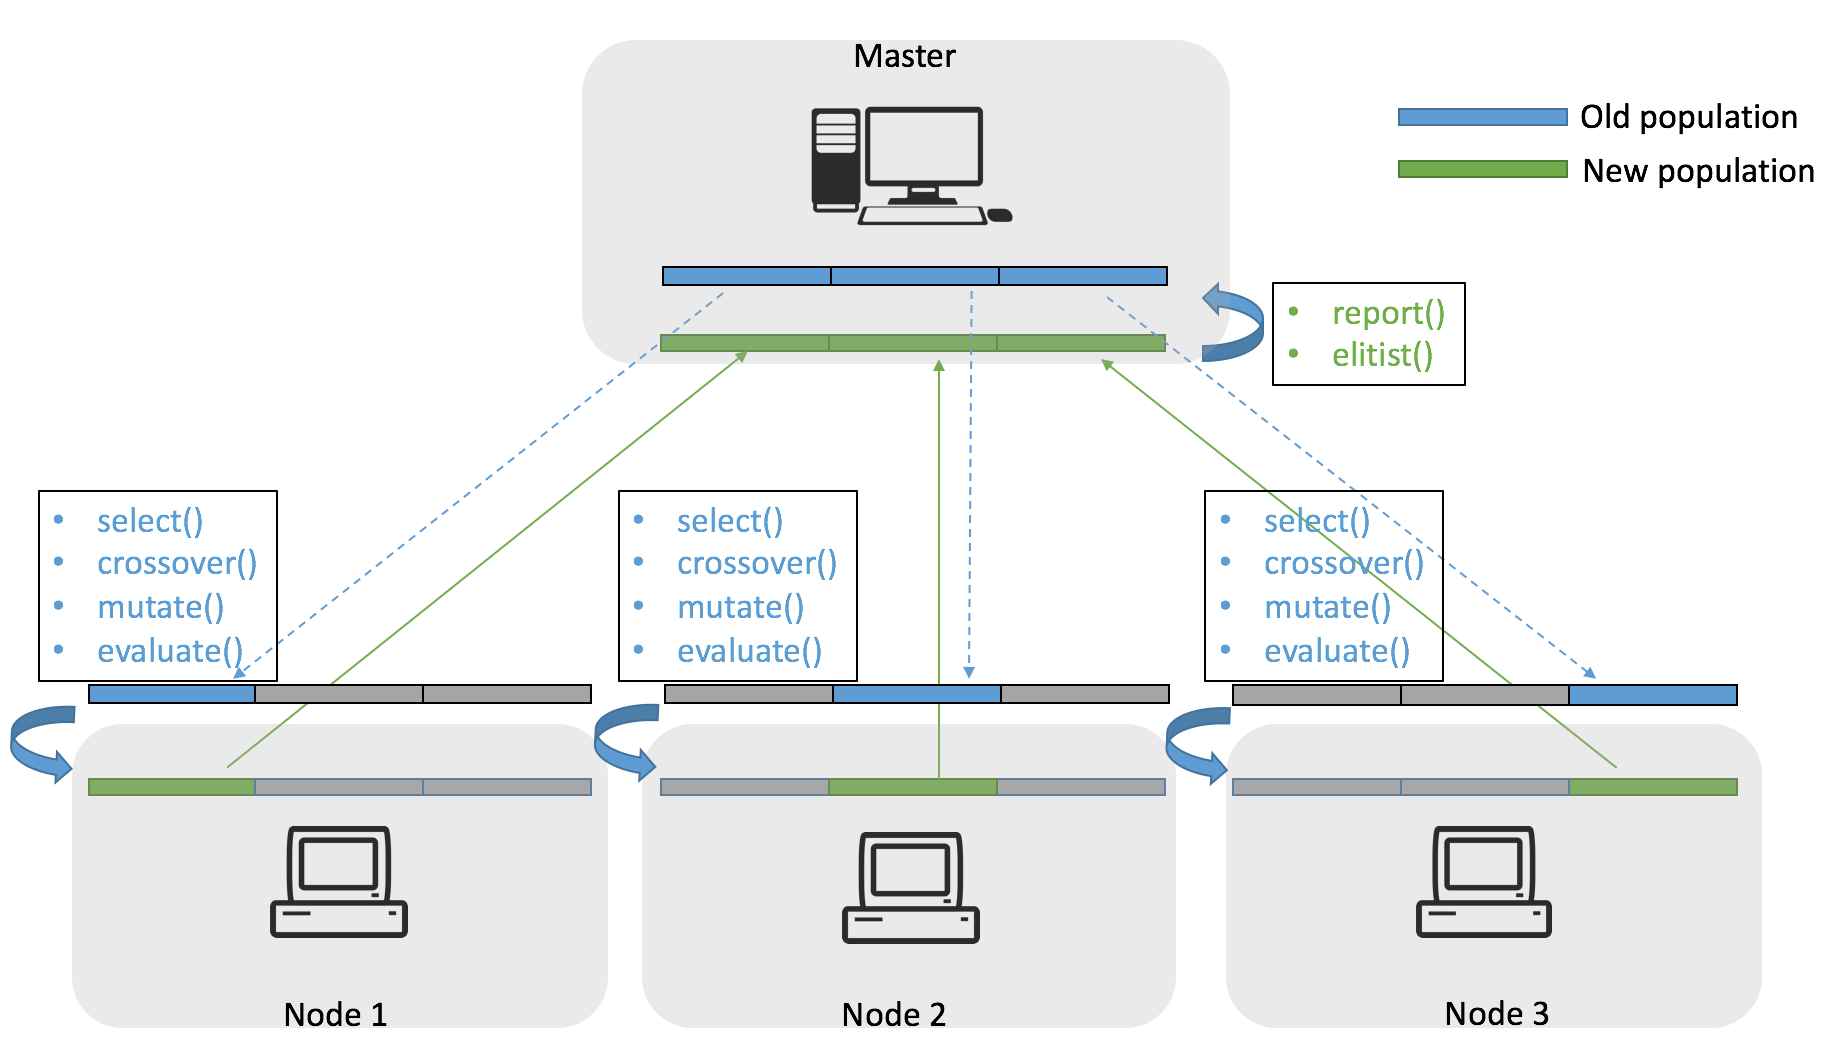 Master
Old population
New population
• report()
• elitist()
• select()
• crossover()
• mutate()
• evaluate()
• select()
• crossover()
• mutate()
• evaluate()
• select()
• crossover()
• mutate()
• evaluate()
Node 1
Node 2
Node 3